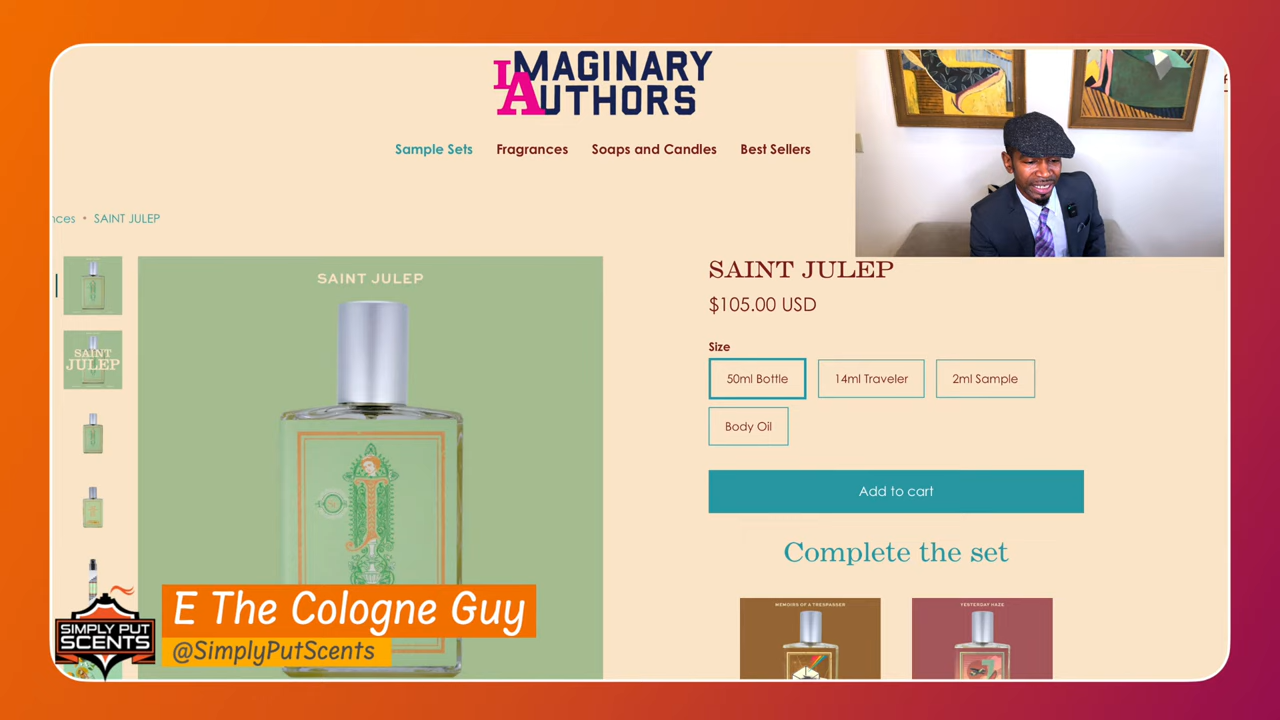 IMAGINARY
AUTHORS
Sample Sets Fragrances Soaps and Candles Best Sellers
nces • SAINT JULEP
SAINT JULEP
SAINT JULEP
$105.00 USD
Size
50ml Bottle 14ml Traveler 2ml Sample
Body Oil
SAINT
JULEP
J
Add to cart
Complete the set
MEMOIRS OF A TRESPASSER YESTERDAY HAZE
E The Cologne Guy
@SimplyPutScents
SIMPLY PUT
SCENTS